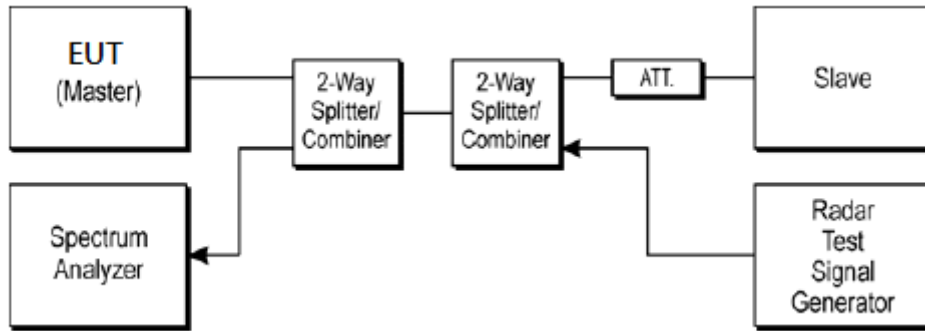 EUT
(Master)
2-Way
Splitter/
Combiner
2-Way
Splitter/
Combiner
ATT.
Slave
Spectrum
Analyzer
Radar
Test
Signal
Generator